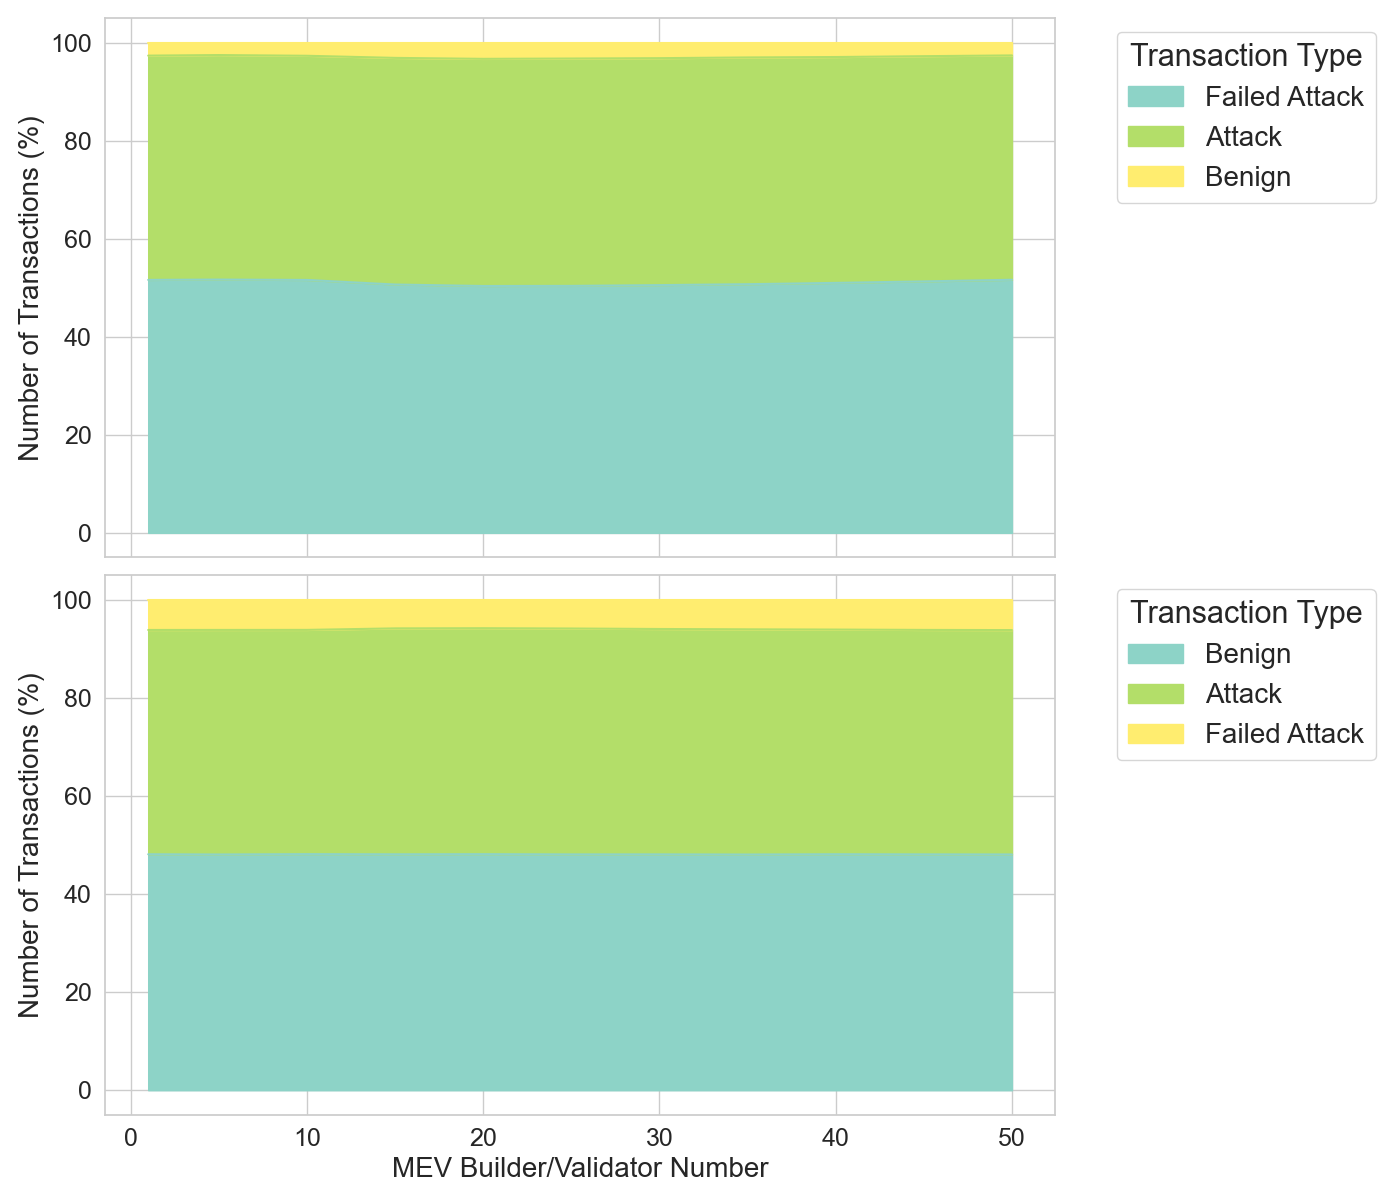 100
80
60
40
20
0
Number of Transactions (%)
Transaction Type
Failed Attack
Attack
Benign
100
80
60
40
20
0
Number of Transactions (%)
Transaction Type
Benign
Attack
Failed Attack
0 10 20 30 40 50
MEV Builder/Validator Number